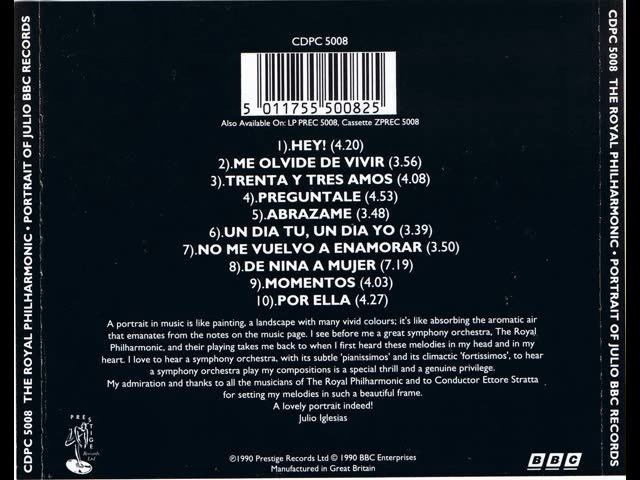 CDPC 5008
5 011755 500825
Also Available On: LP PREC 5008, Cassette ZPREC 5008
1).HEY! (4.20)
2).ME OLVIDE DE VIVIR (3.56)
3).TRENTA Y TRES AMOS (4.08)
4).PREGUNTALE (4.53)
5).ABRAZAME (3.48)
6).UN DIA TU, UN DIA YO (3.39)
7).NO ME VUELVO A ENAMORAR (3.50)
8).DE NINA A MUJER (7.19)
9).MOMENTOS (4.03)
10).POR ELLA (4.27)
A portrait in music is like painting, a landscape with many vivid colours; it's like absorbing the aromatic air
that emanates from the notes on the music page. I see before me a great symphony orchestra, The Royal
Philharmonic, and their playing takes me back to when I first heard these melodies in my head and in my
heart. I love to hear a symphony orchestra, with its subtle 'pianissimos' and its climactic 'fortissimos', to hear
a symphony orchestra play my compositions is a special thrill and a genuine privilege.
My admiration and thanks to all the musicians of The Royal Philharmonic and to Conductor Ettore Stratta
for setting my melodies in such a beautiful frame.
A lovely portrait indeed!
Julio Iglesias
℗1990 Prestige Records Ltd © 1990 BBC Enterprises
Manufactured in Great Britain
PRESTIGE
Records
Ltd
BBC
CDPC 5008 THE ROYAL PHILHARMONIC • PORTRAIT OF JULIO BBC RECORDS
CDPC 5008 THE ROYAL PHILHARMONIC • PORTRAIT OF JULIO BBC RECORDS